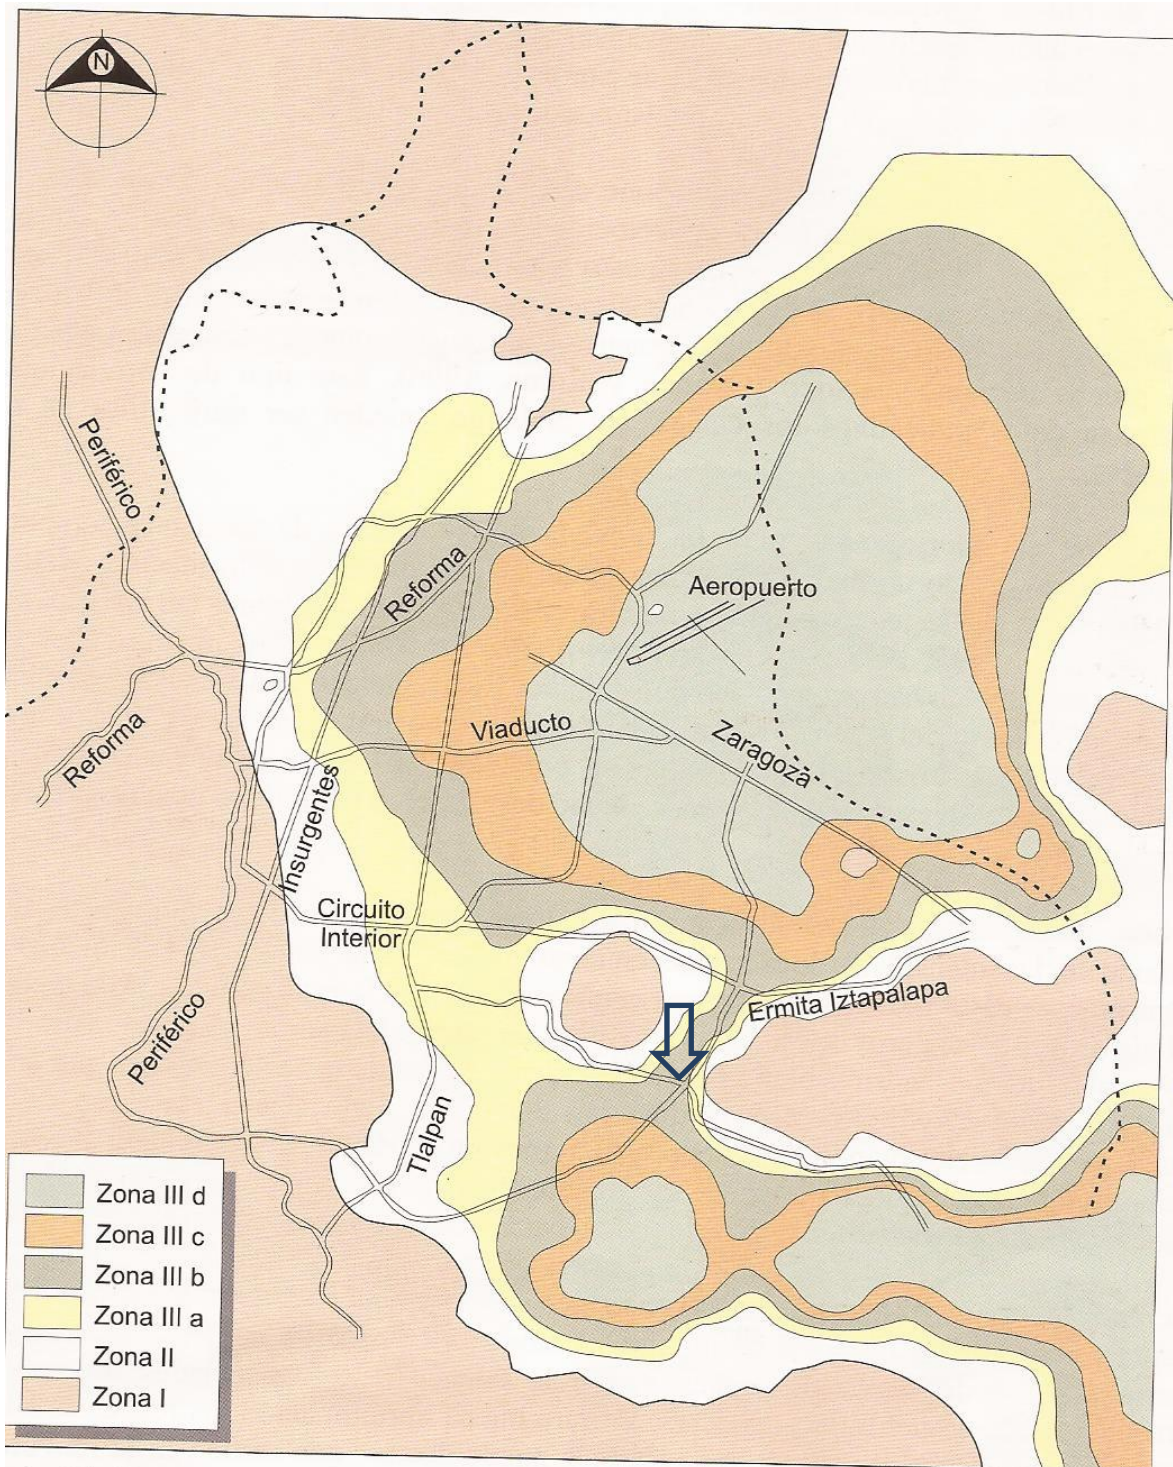 N
Periférico
Reforma
Aeropuerto
Reforma
Viaducto
Zaragoza
Insurgentes
Circuito
Interior
Ermita Iztapalapa
Periférico
Tlalpan
Zona III d
Zona III c
Zona III b
Zona III a
Zona II
Zona I